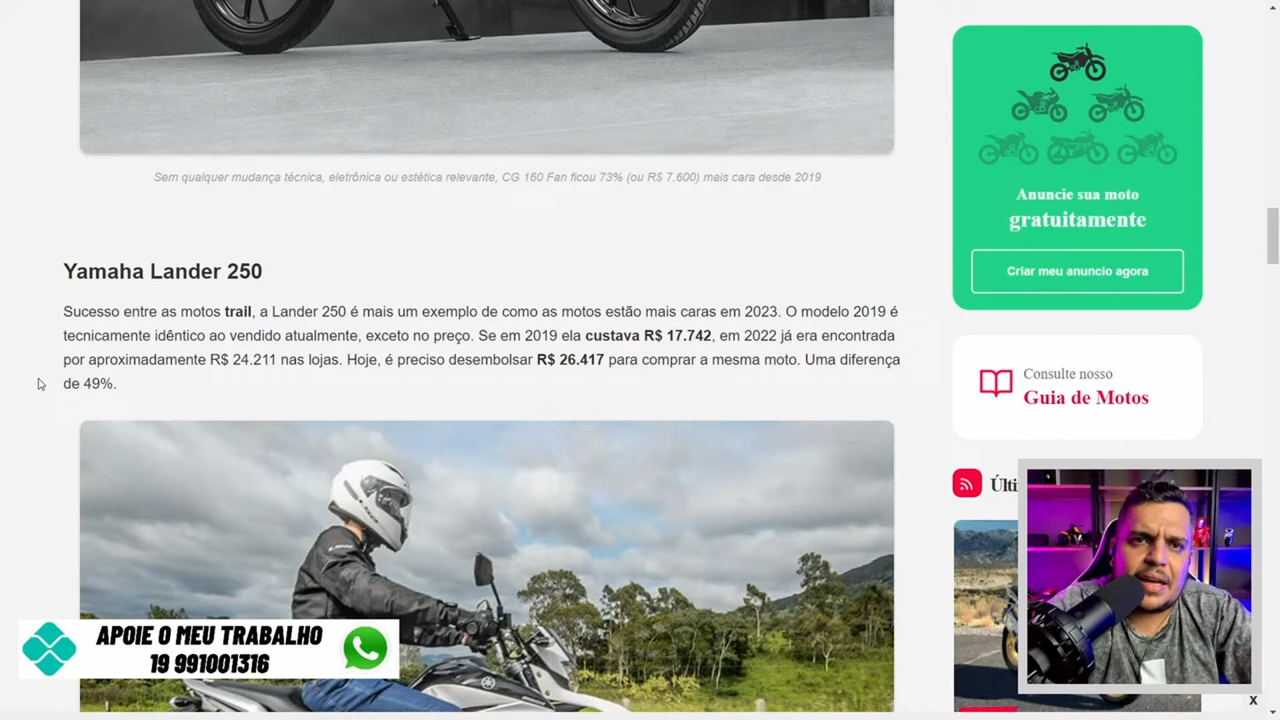 Sem qualquer mudança técnica, eletrônica ou estética relevante, CG 160 Fan ficou 73% (ou R$ 7.600) mais cara desde 2019
Yamaha Lander 250
Sucesso entre as motos trail, a Lander 250 é mais um exemplo de como as motos estão mais caras em 2023. O modelo 2019 é
tecnicamente idêntico ao vendido atualmente, exceto no preço. Se em 2019 ela custava R$ 17.742, em 2022 já era encontrada
por aproximadamente R$ 24.211 nas lojas. Hoje, é preciso desembolsar R$ 26.417 para comprar a mesma moto. Uma diferença
de 49%.
Anuncie sua moto
gratuitamente
Criar meu anuncio agora
Consulte nosso
Guia de Motos
APOIE O MEU TRABALHO
19 991001316
X